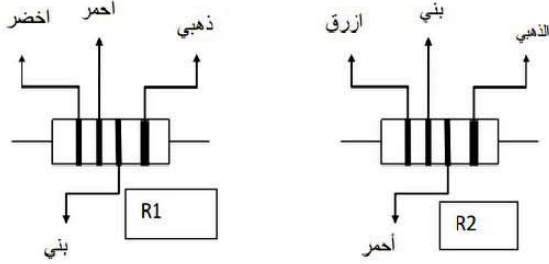 اخضر
احمر
ذهبي
بني
R1
ازرق
بني
الذهبي
أحمر
R2